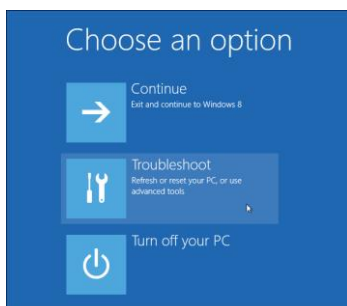 Choose an option
Continue
Exit and continue to Windows 8
Troubleshoot
Refresh or reset your PC, or use
advanced tools
Turn off your PC